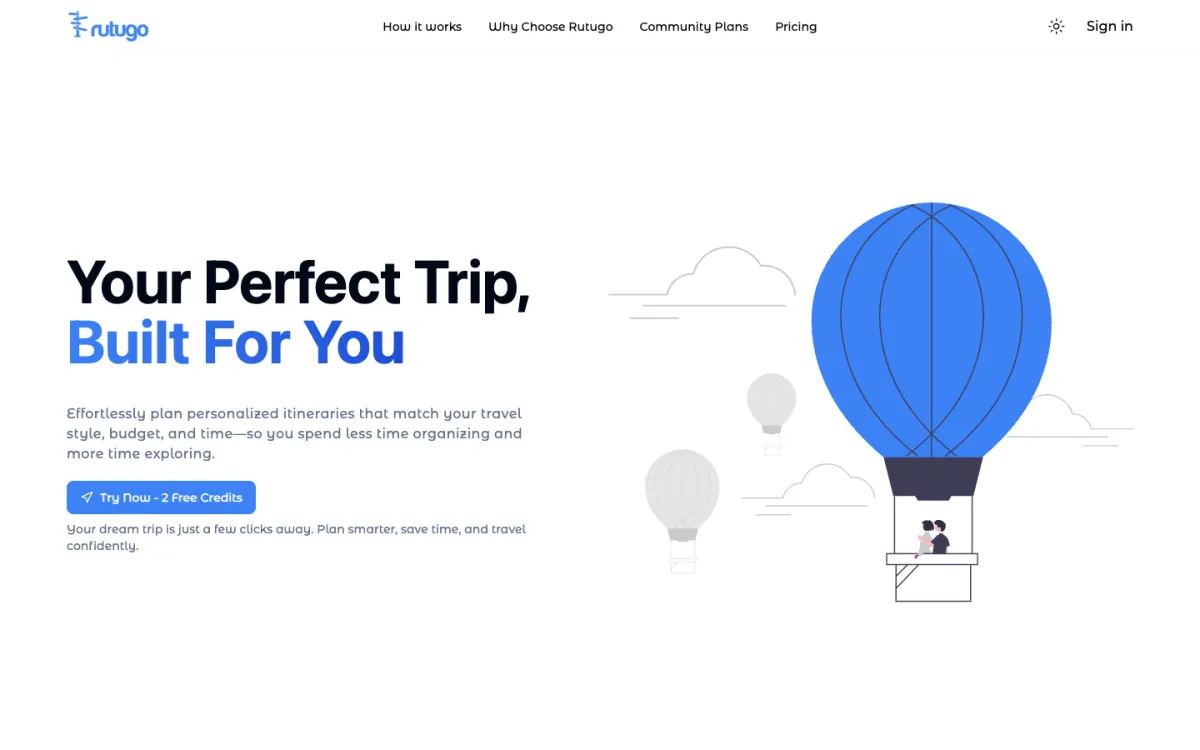 rutugo
How it works
Why Choose Rutugo
Community Plans
Pricing
Sign in
Your Perfect Trip,
Built For You
Effortlessly plan personalized itineraries that match your travel
style, budget, and time—so you spend less time organizing and
more time exploring.
Try Now - 2 Free Credits
Your dream trip is just a few clicks away. Plan smarter, save time, and travel
confidently.